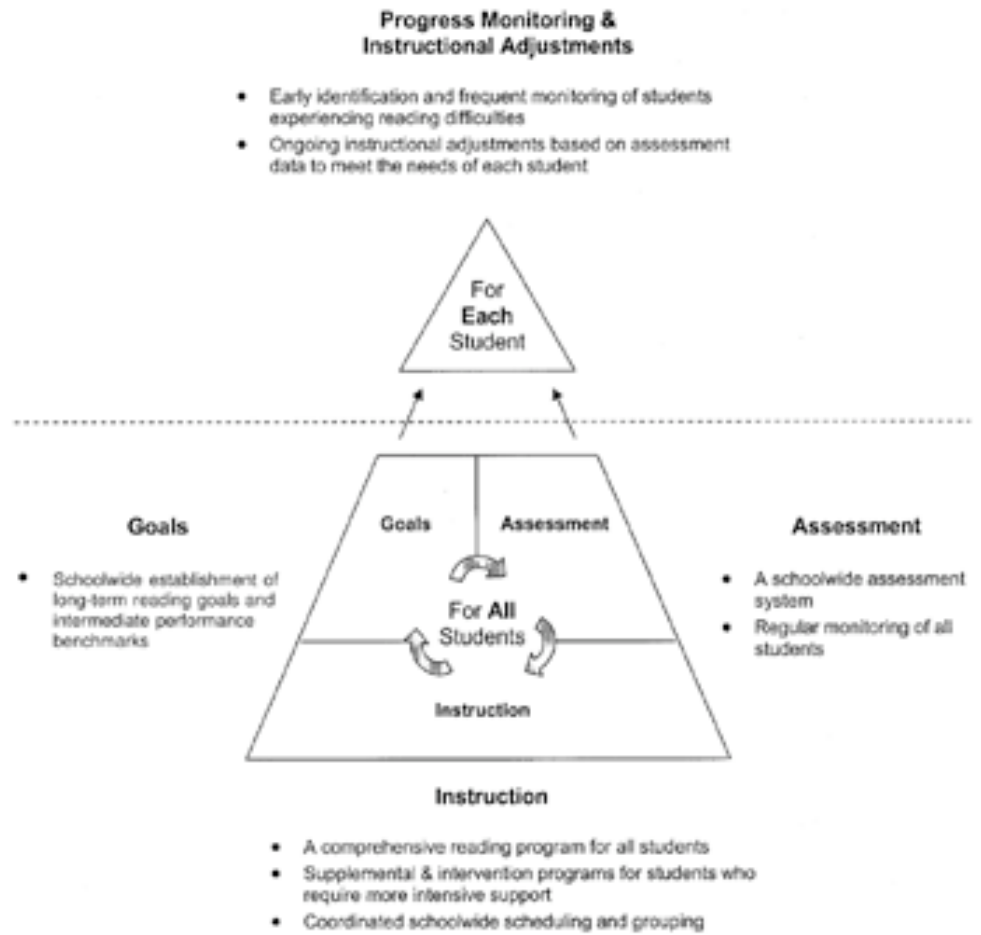 Progress Monitoring &
Instructional Adjustments
• Early identification and frequent monitoring of students
experiencing reading difficulties
• Ongoing instructional adjustments based on assessment
data to meet the needs of each student
For
Each
Student
Goals
• Schoolwide establishment of
long-term reading goals and
intermediate performance
benchmarks
Goals
Assessment
For All
Students
Instruction
Assessment
• A schoolwide assessment
system
• Regular monitoring of all
students
Instruction
• A comprehensive reading program for all students
• Supplemental & intervention programs for students who
require more intensive support
• Coordinated schoolwide scheduling and grouping